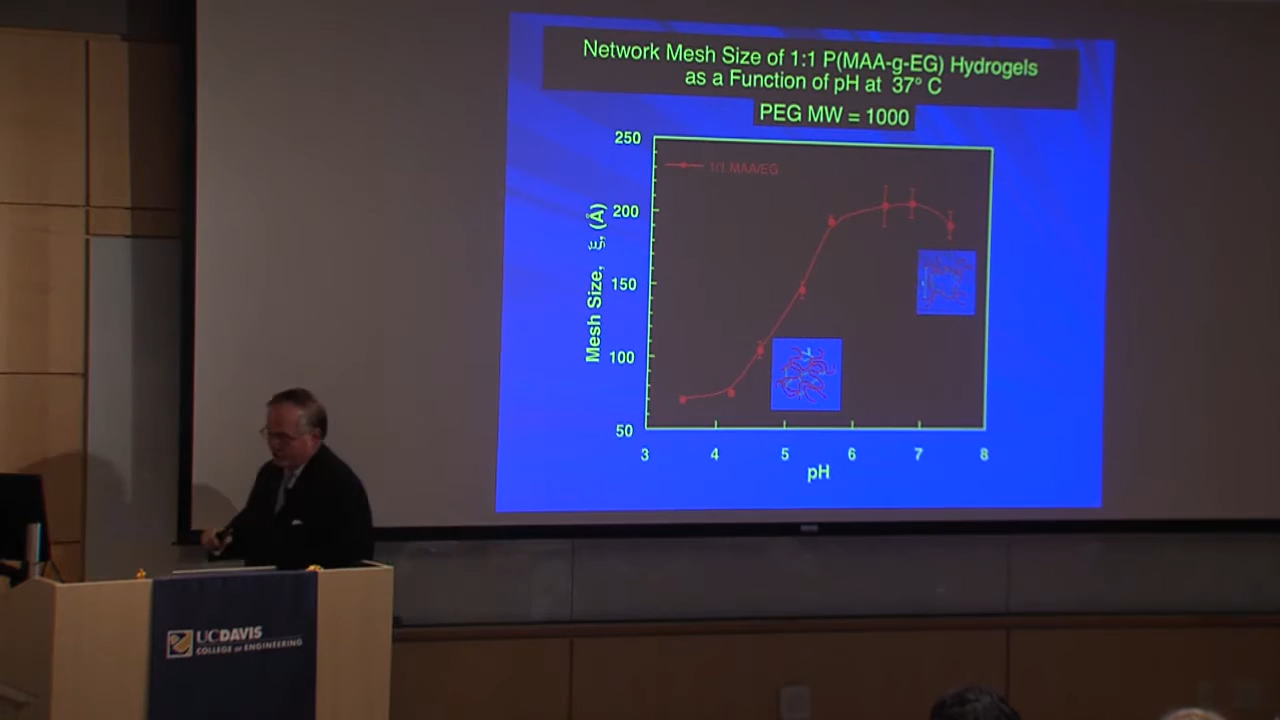 Network Mesh Size of 1:1 P(MAA-g-EG) Hydrogels
as a Function of pH at 37° C
PEG MW = 1000
250
200
150
100
50
Mesh Size, ξ, (Å)
1/1 MAA/EG
3 4 5 6 7 8
pH
UCDAVIS
COLLEGE OF ENGINEERING